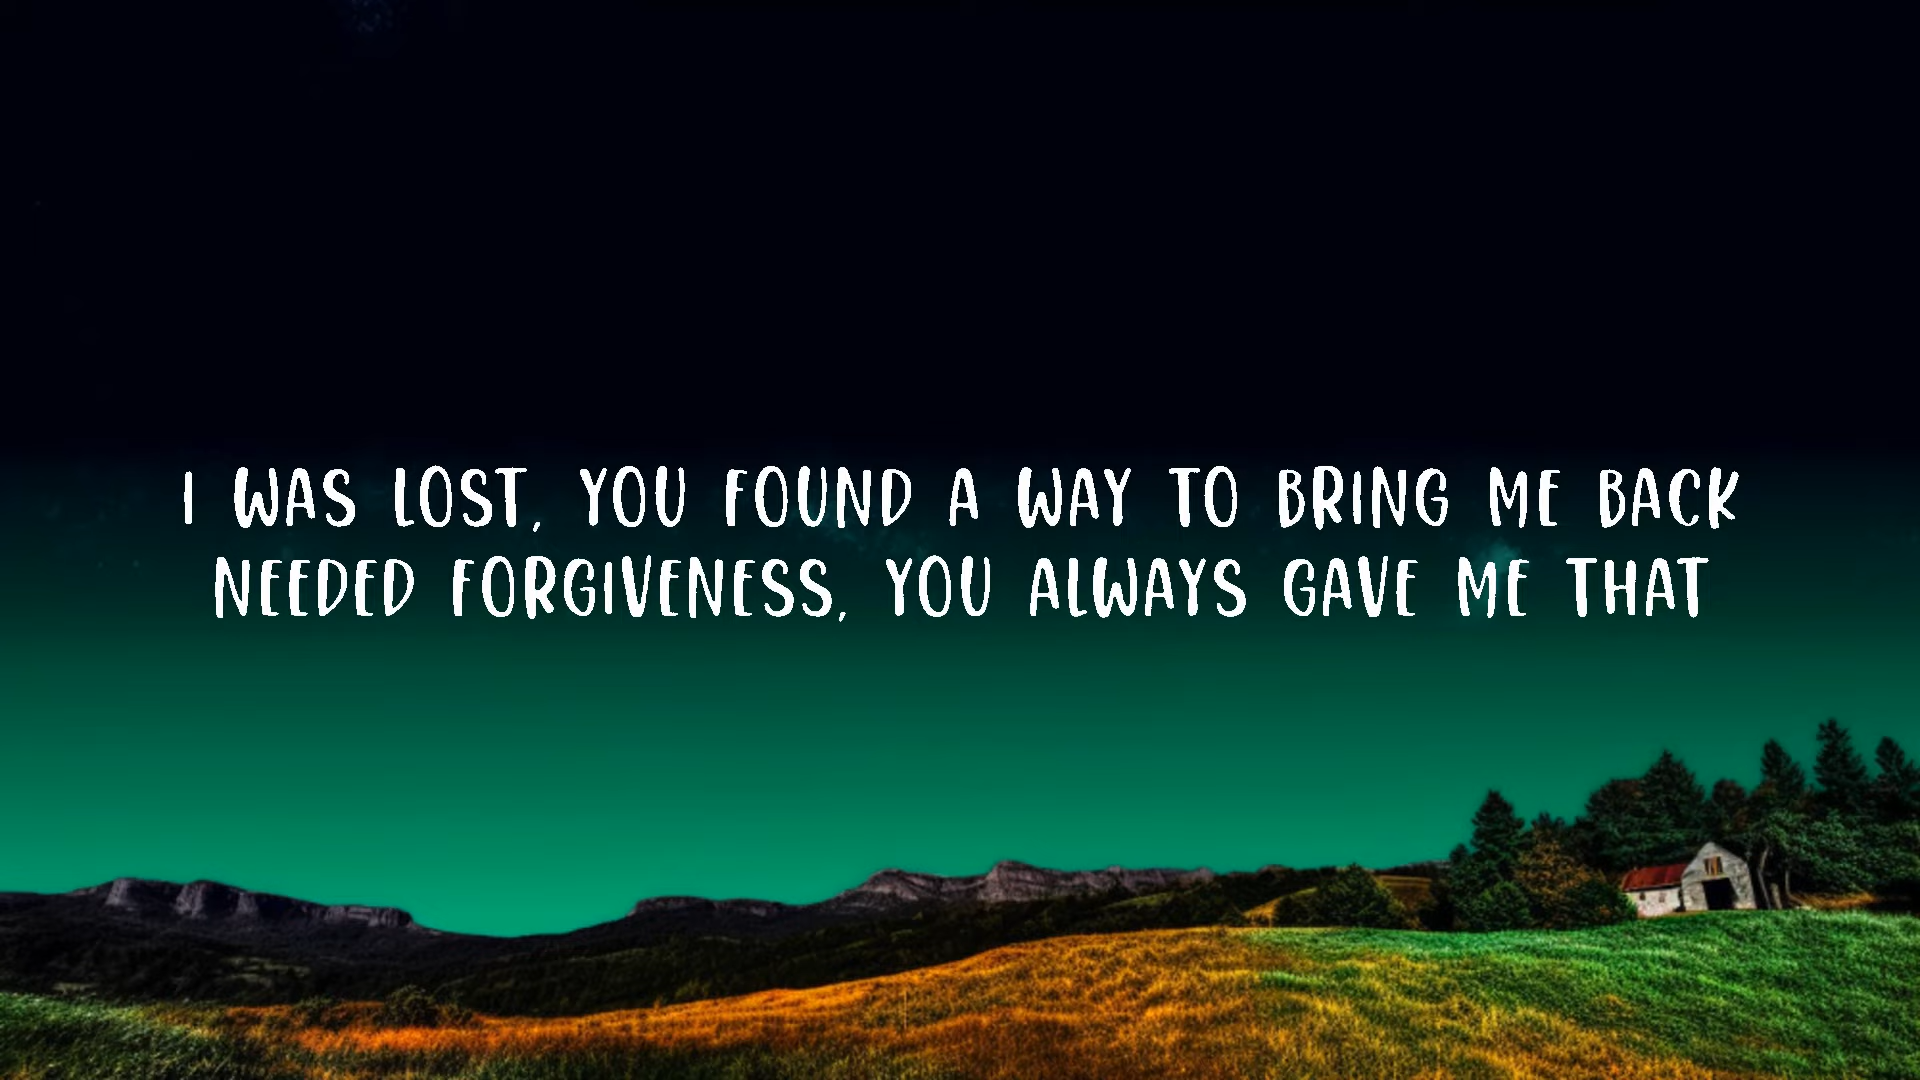 I WAS LOST, YOU FOUND A WAY TO BRING ME BACK
NEEDED FORGIVENESS, YOU ALWAYS GAVE ME THAT